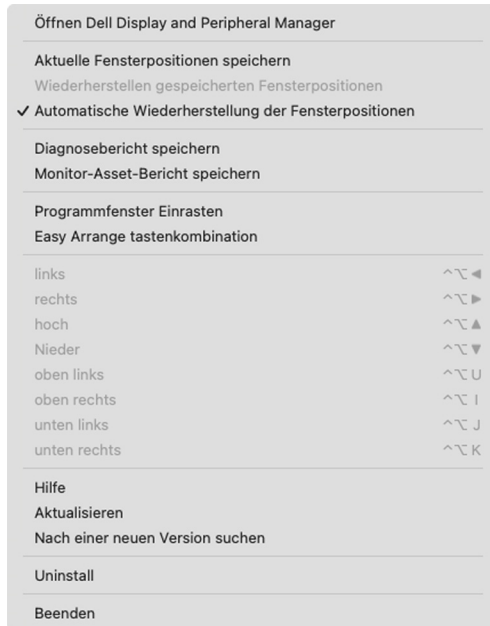 Öffnen Dell Display and Peripheral Manager
Aktuelle Fensterpositionen speichern
Wiederherstellen gespeicherten Fensterpositionen
✓ Automatische Wiederherstellung der Fensterpositionen
Diagnosebericht speichern
Monitor-Asset-Bericht speichern
Programmfenster Einrasten
Easy Arrange tastenkombination
links ^⌥◀
rechts ^⌥▶
hoch ^⌥▲
Nieder ^⌥▼
oben links ^⌥U
oben rechts ^⌥I
unten links ^⌥J
unten rechts ^⌥K
Hilfe
Aktualisieren
Nach einer neuen Version suchen
Uninstall
Beenden